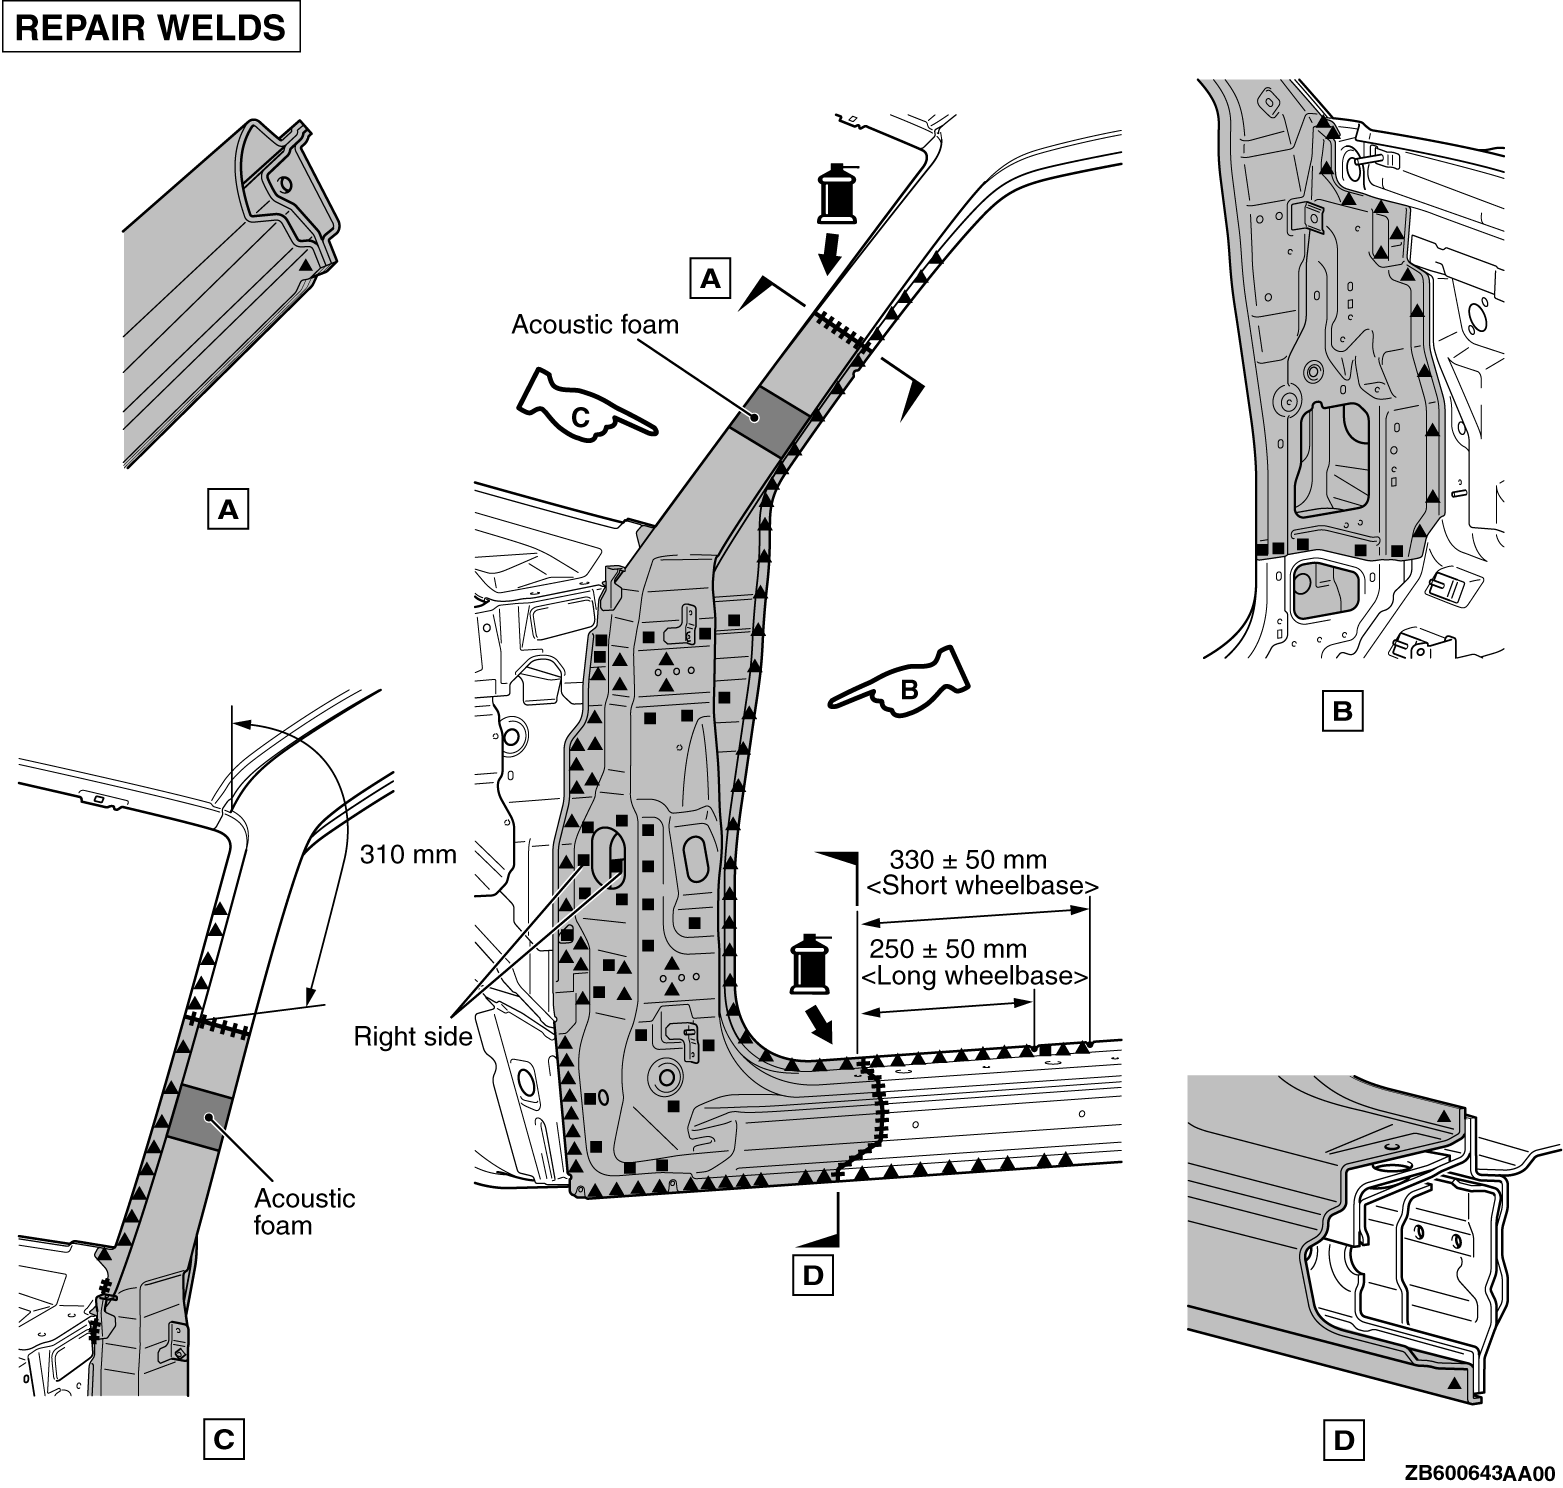 REPAIR WELDS
A
Acoustic foam
C
A
B
B
330 ± 50 mm
<Short wheelbase>
250 ± 50 mm
<Long wheelbase>
310 mm
Right side
Acoustic
foam
D
C
D
ZB600643AA00